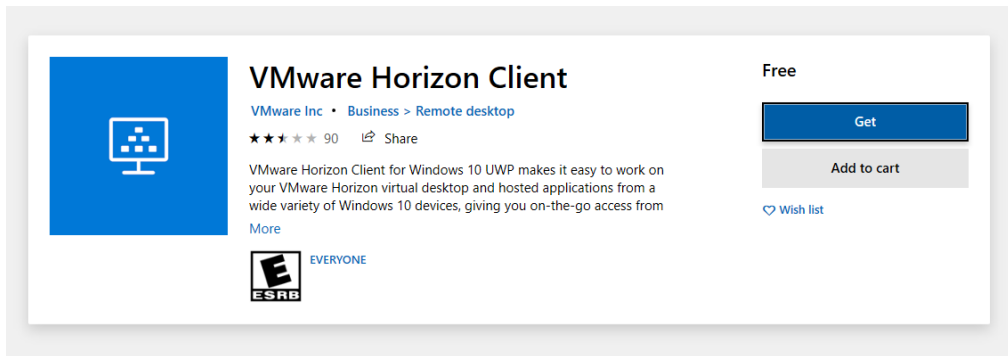 VMware Horizon Client
VMware Inc • Business > Remote desktop
90 Share
VMware Horizon Client for Windows 10 UWP makes it easy to work on
your VMware Horizon virtual desktop and hosted applications from a
wide variety of Windows 10 devices, giving you on-the-go access from
More
E
ESRB
EVERYONE
Free
Get
Add to cart
Wish list